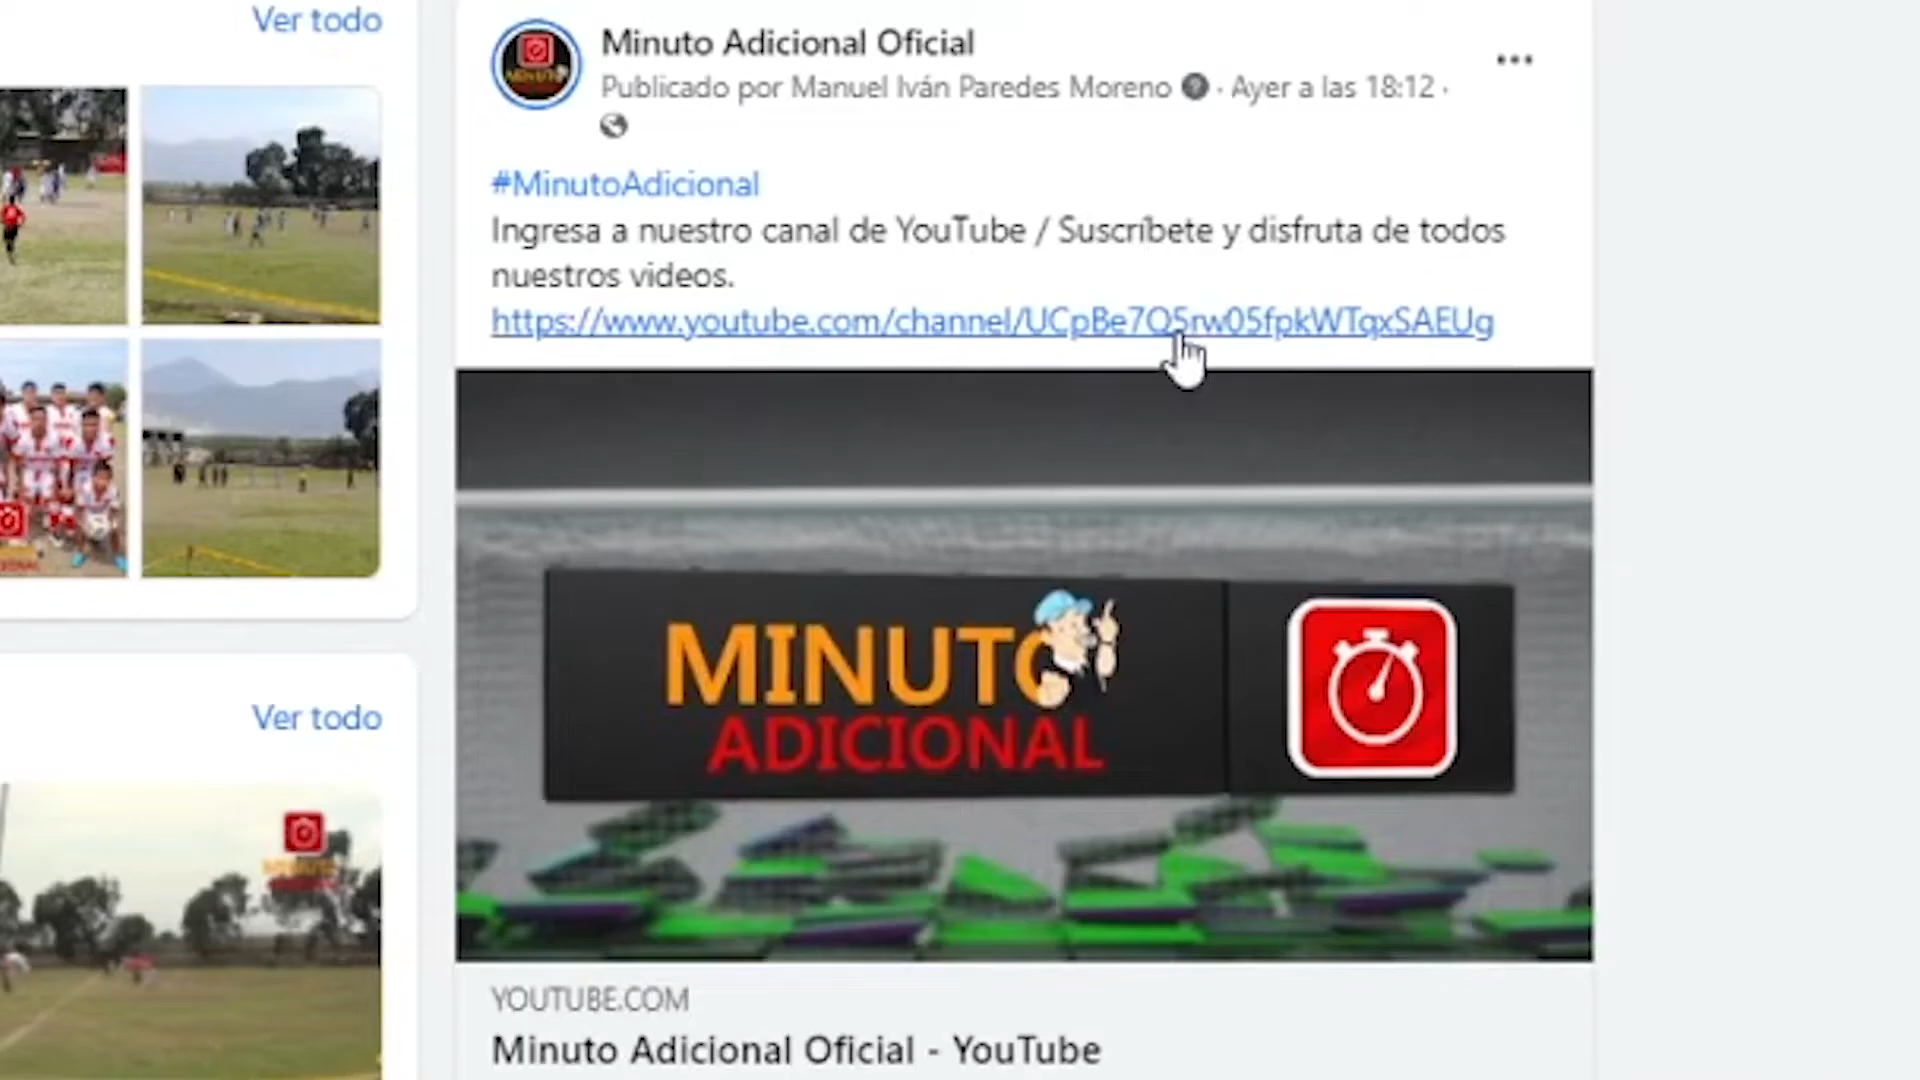 Ver todo
Minuto Adicional Oficial
Publicado por Manuel Iván Paredes Moreno · Ayer a las 18:12 ·
#MinutoAdicional
Ingresa a nuestro canal de YouTube / Suscríbete y disfruta de todos
nuestros videos.
https://www.youtube.com/channel/UCpBe7Q5rw05fpkWTqxSAEUg
MINUTO
ADICIONAL
Ver todo
YOUTUBE.COM
Minuto Adicional Oficial - YouTube